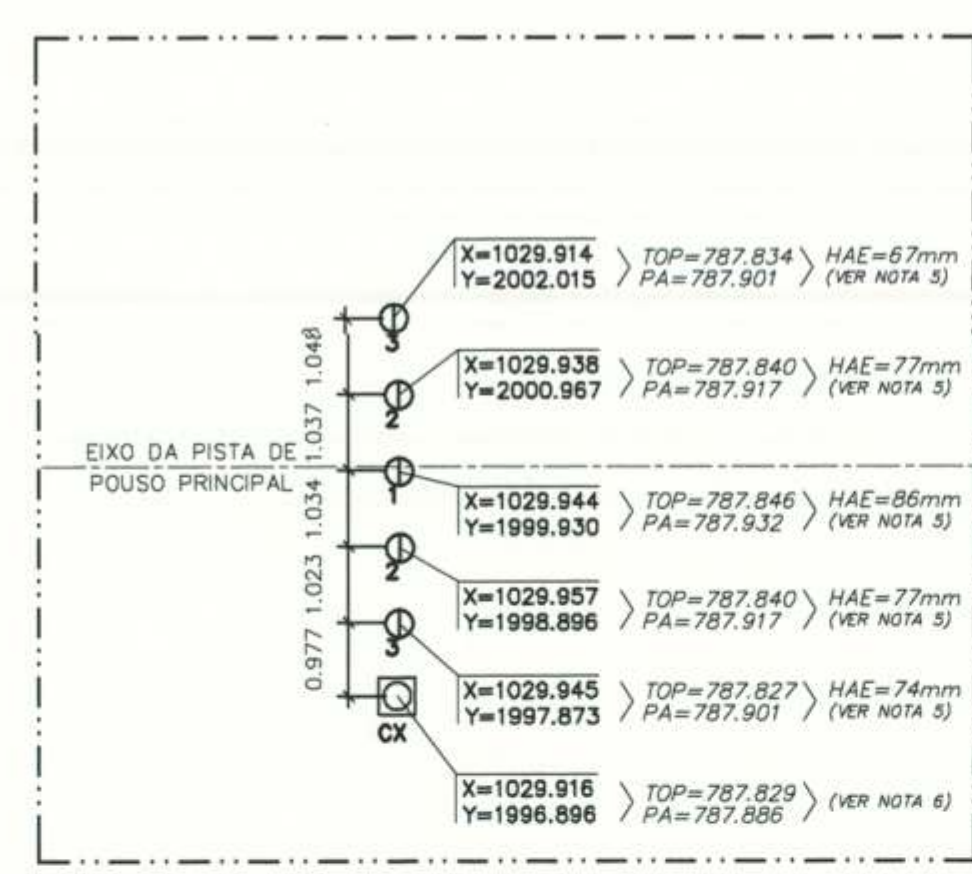 X=1029.914
Y=2002.015
TOP=787.834
PA=787.901
HAE=67mm
(VER NOTA 5)
3
1.048
X=1029.938
Y=2000.967
TOP=787.840
PA=787.917
HAE=77mm
(VER NOTA 5)
2
1.037
EIXO DA PISTA DE
POUSO PRINCIPAL
1
1.034
X=1029.944
Y=1999.930
TOP=787.846
PA=787.932
HAE=86mm
(VER NOTA 5)
2
1.023
X=1029.957
Y=1998.896
TOP=787.840
PA=787.917
HAE=77mm
(VER NOTA 5)
3
0.977
X=1029.945
Y=1997.873
TOP=787.827
PA=787.901
HAE=74mm
(VER NOTA 5)
CX
X=1029.916
Y=1996.896
TOP=787.829
PA=787.886
(VER NOTA 6)